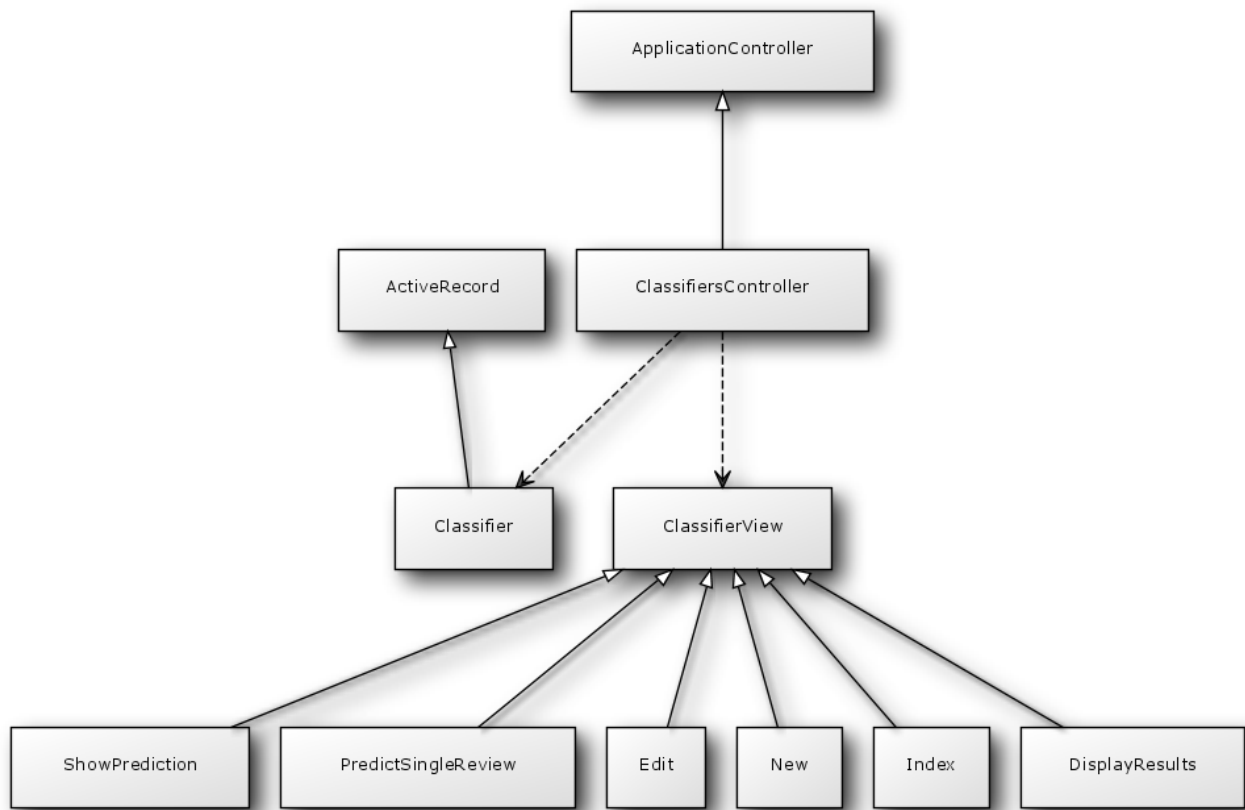 ApplicationController
ActiveRecord
ClassifiersController
Classifier
ClassifierView
ShowPrediction
PredictSingleReview
Edit
New
Index
DisplayResults